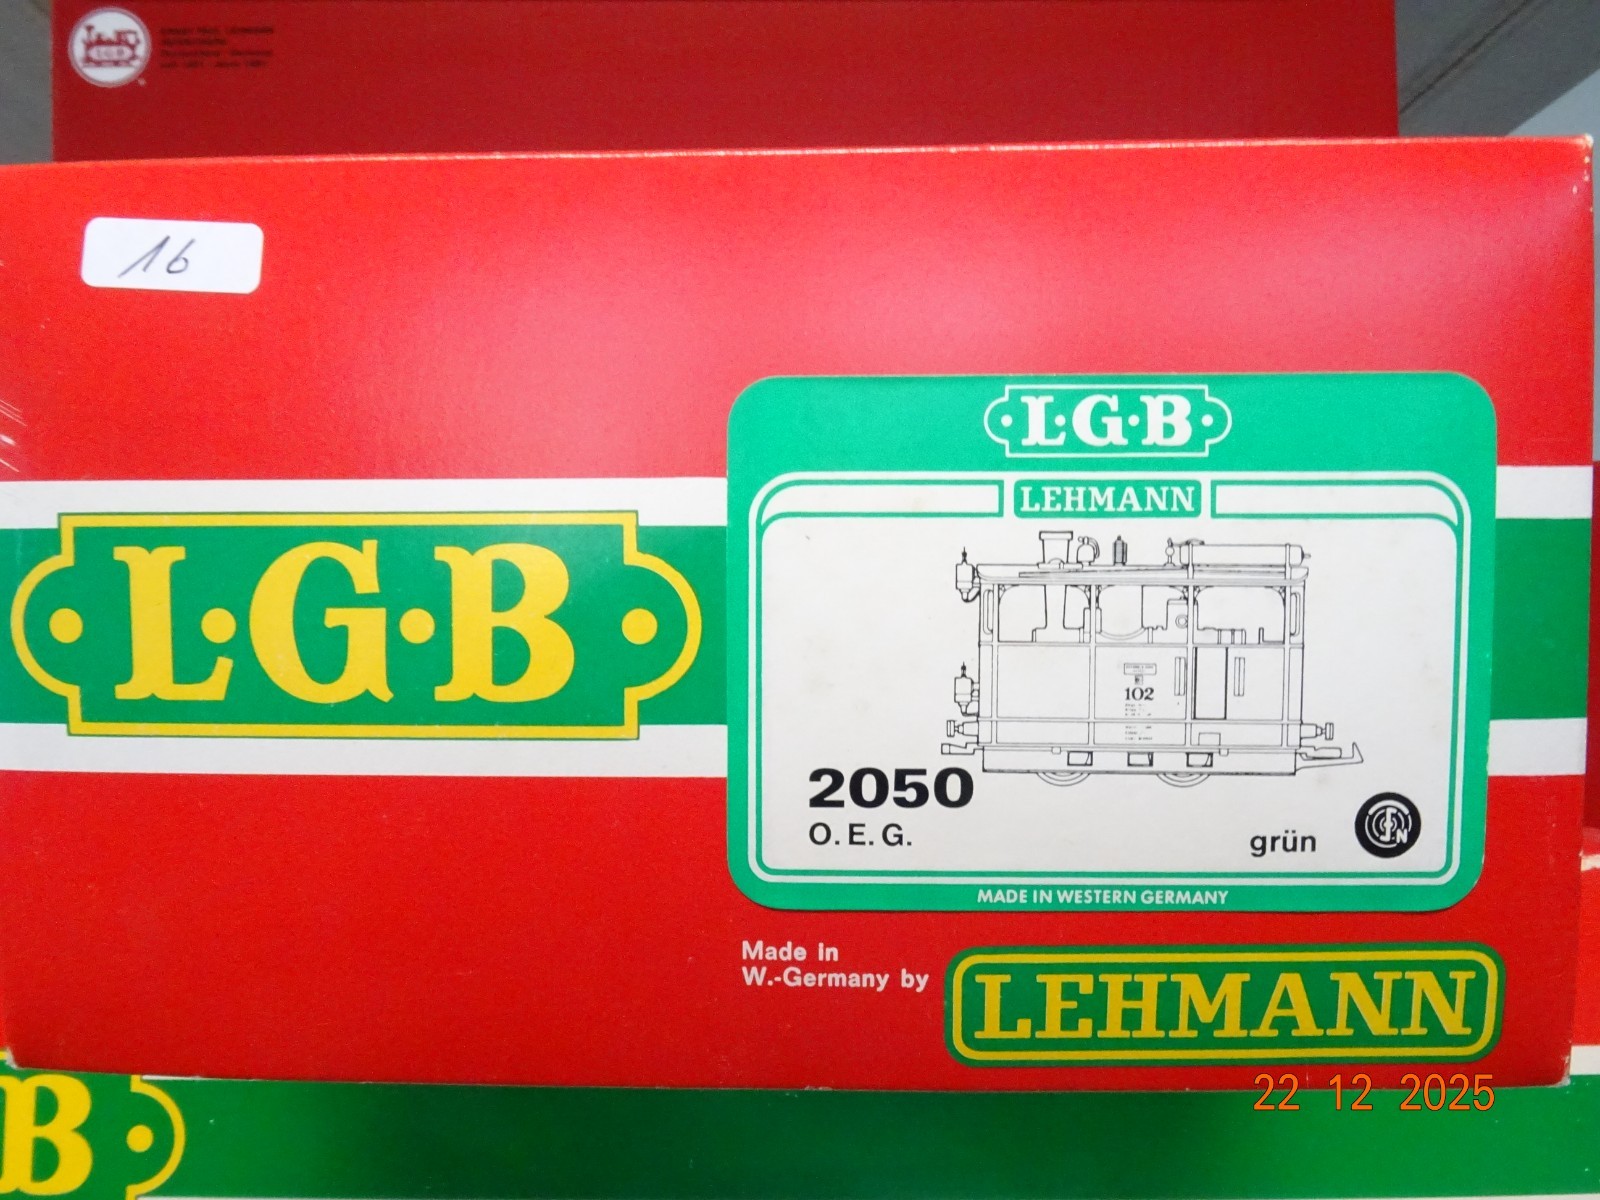 L·G·B
16
L·G·B
LEHMANN
L·G·B
102
2050
O.E.G.
grün
MADE IN WESTERN GERMANY
Made in
W.-Germany by
LEHMANN
B
22 12 2025